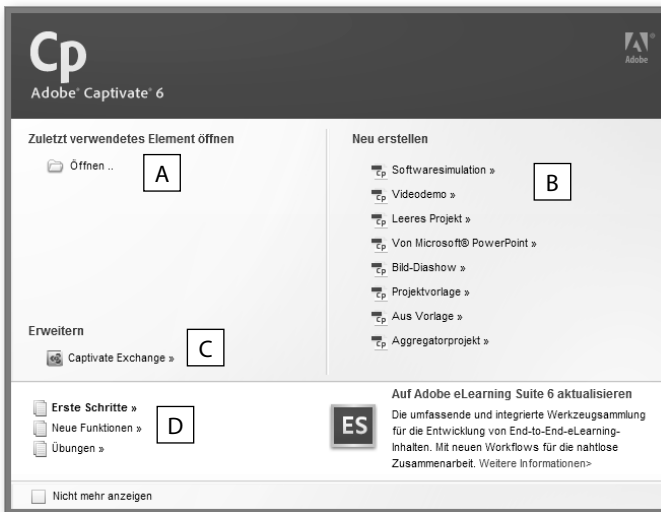 Cp
Adobe® Captivate® 6
Adobe®
Zuletzt verwendetes Element öffnen
Öffnen ..
A
Erweitern
Captivate Exchange »
C
Neu erstellen
Softwaresimulation »
B
Videodemo »
Leeres Projekt »
Von Microsoft® PowerPoint »
Bild-Diashow »
Projektvorlage »
Aus Vorlage »
Aggregatorprojekt »
Erste Schritte »
Neue Funktionen »
D
Übungen »
ES
Auf Adobe eLearning Suite 6 aktualisieren
Die umfassende und integrierte Werkzeugsammlung
für die Entwicklung von End-to-End-eLearning-
Inhalten. Mit neuen Workflows für die nahtlose
Zusammenarbeit. Weitere Informationen>
Nicht mehr anzeigen